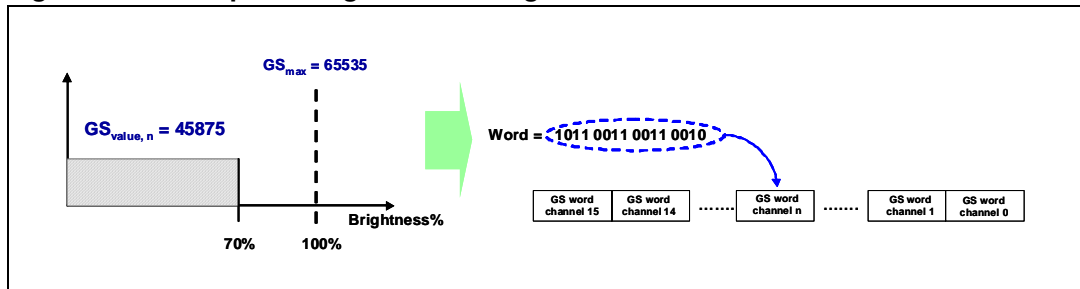 GSmax = 65535
GSvalue, n = 45875
Brightness%
70%
100%
Word = 1011 0011 0011 0010
GS word
channel 15
GS word
channel 14
.......
GS word
channel n
.......
GS word
channel 1
GS word
channel 0